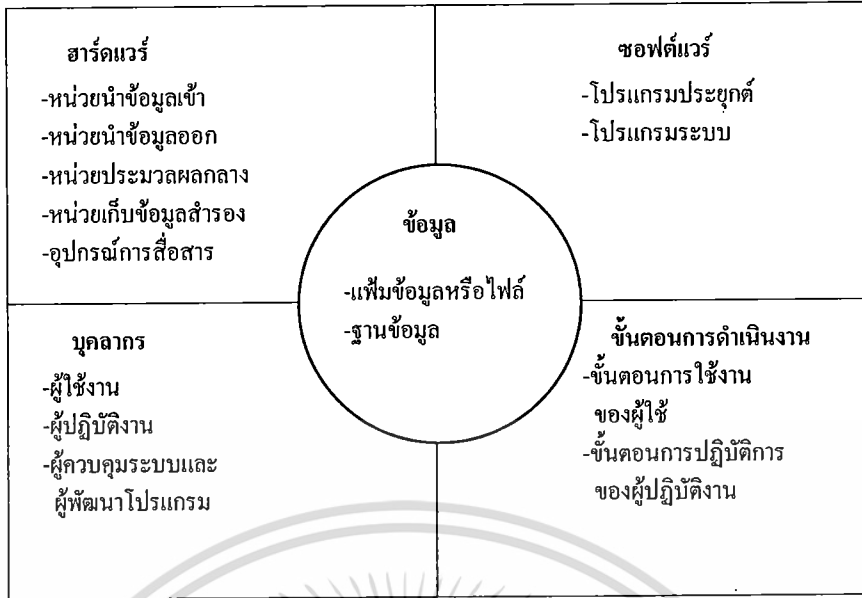 ฮาร์ดแวร์
-หน่วยนำข้อมูลเข้า
-หน่วยนำข้อมูลออก
-หน่วยประมวลผลกลาง
-หน่วยเก็บข้อมูลสำรอง
-อุปกรณ์การสื่อสาร
ซอฟต์แวร์
-โปรแกรมประยุกต์
-โปรแกรมระบบ
ข้อมูล
-แฟ้มข้อมูลหรือไฟล์
-ฐานข้อมูล
บุคลากร
-ผู้ใช้งาน
-ผู้ปฏิบัติงาน
-ผู้ควบคุมระบบและ
ผู้พัฒนาโปรแกรม
ขั้นตอนการดำเนินงาน
-ขั้นตอนการใช้งาน
ของผู้ใช้
-ขั้นตอนการปฏิบัติการ
ของผู้ปฏิบัติงาน